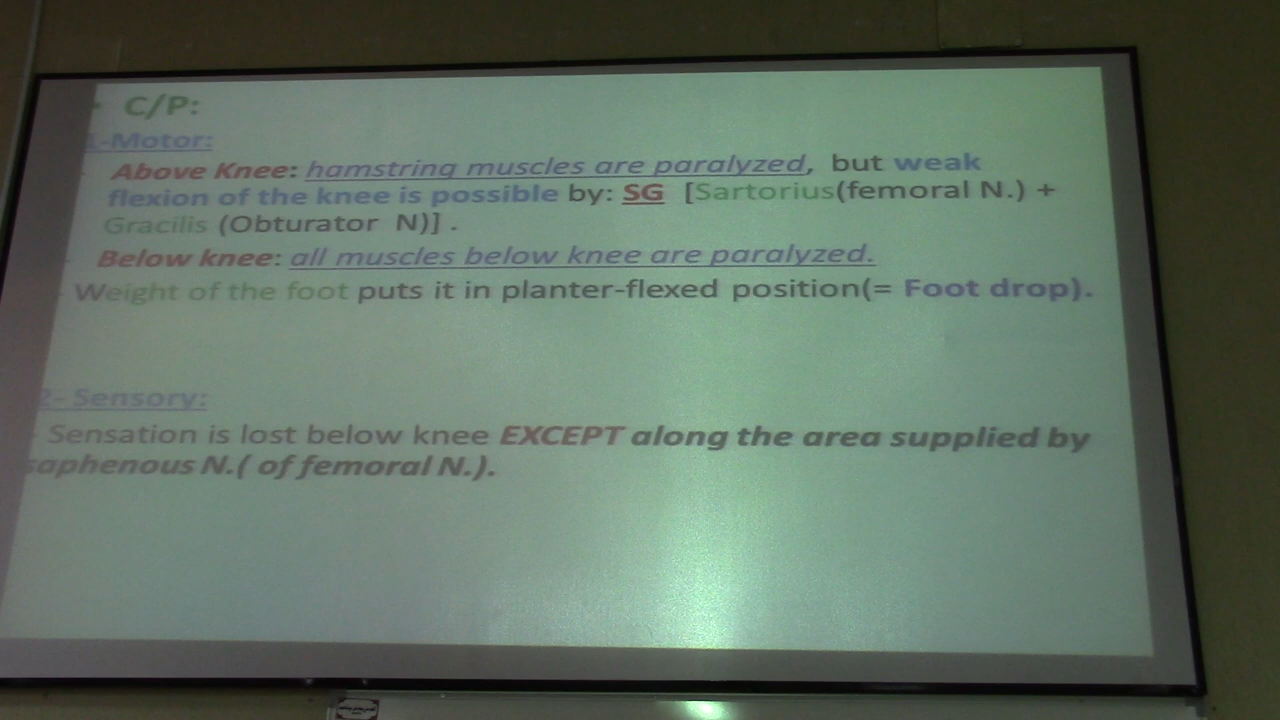 • C/P:
1-Motor:
- Above Knee: hamstring muscles are paralyzed, but weak
flexion of the knee is possible by: SG [Sartorius(femoral N.) +
Gracilis (Obturator N)] .
- Below knee: all muscles below knee are paralyzed.
- Weight of the foot puts it in planter-flexed position(= Foot drop).
2- Sensory:
- Sensation is lost below knee EXCEPT along the area supplied by
saphenous N.( of femoral N.).